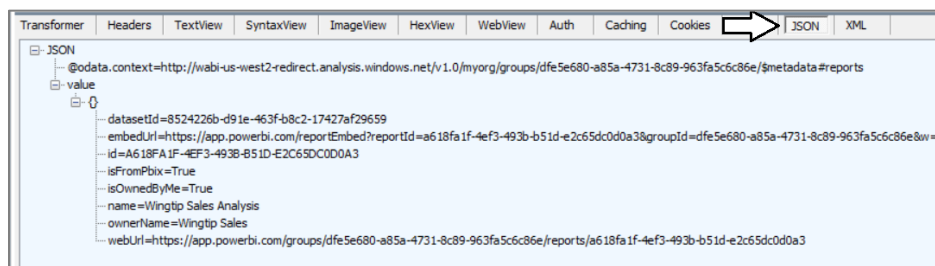 Transformer Headers TextView SyntaxView ImageView HexView WebView Auth Caching Cookies JSON XML
JSON
@odata.context=http://wabi-us-west2-redirect.analysis.windows.net/v1.0/myorg/groups/dfe5e680-a85a-4731-8c89-963fa5c6c86e/$metadata#reports
value
{}
datasetId=8524226b-d91e-463f-b8c2-17427af29659
embedUrl=https://app.powerbi.com/reportEmbed?reportId=a618fa1f-4ef3-493b-b51d-e2c65dc0d0a3&groupId=dfe5e680-a85a-4731-8c89-963fa5c6c86e&w=
id=A618FA1F-4EF3-493B-B51D-E2C65DC0D0A3
isFromPbix=True
isOwnedByMe=True
name=Wingtip Sales Analysis
ownerName=Wingtip Sales
webUrl=https://app.powerbi.com/groups/dfe5e680-a85a-4731-8c89-963fa5c6c86e/reports/a618fa1f-4ef3-493b-b51d-e2c65dc0d0a3